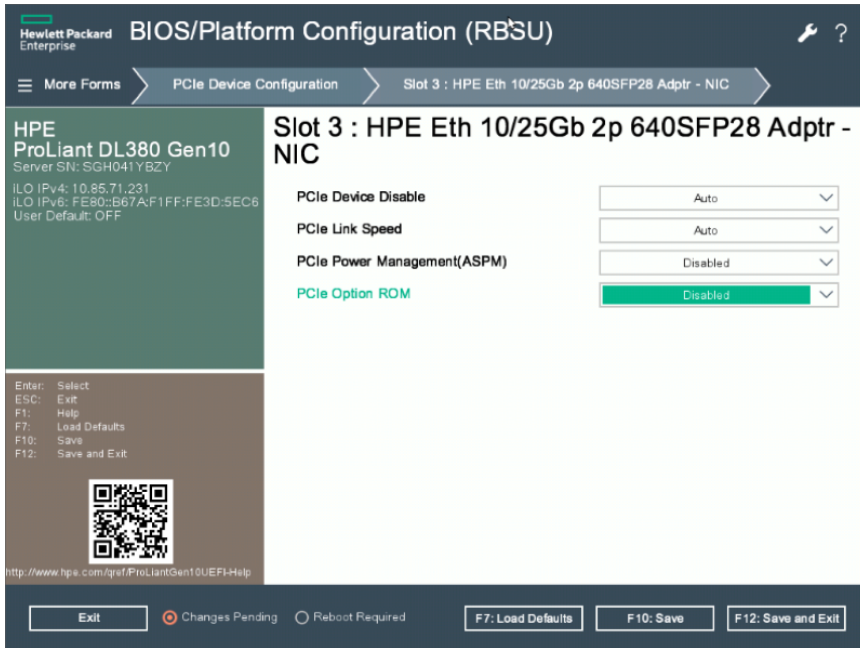 Hewlett Packard
Enterprise
BIOS/Platform Configuration (RBSU)
?
More Forms
PCIe Device Configuration
Slot 3 : HPE Eth 10/25Gb 2p 640SFP28 Adptr - NIC
HPE
ProLiant DL380 Gen10
Server SN: SGH041YBZY
iLO IPv4: 10.85.71.231
iLO IPv6: FE80::B67A:F1FF:FE3D:5EC6
User Default: OFF
Enter: Select
ESC: Exit
F1: Help
F7: Load Defaults
F10: Save
F12: Save and Exit
http://www.hpe.com/qref/ProLiantGen10UEFI-Help
Slot 3 : HPE Eth 10/25Gb 2p 640SFP28 Adptr -
NIC
PCIe Device Disable Auto
PCIe Link Speed Auto
PCIe Power Management(ASPM) Disabled
PCIe Option ROM Disabled
Exit Changes Pending Reboot Required F7: Load Defaults F10: Save F12: Save and Exit